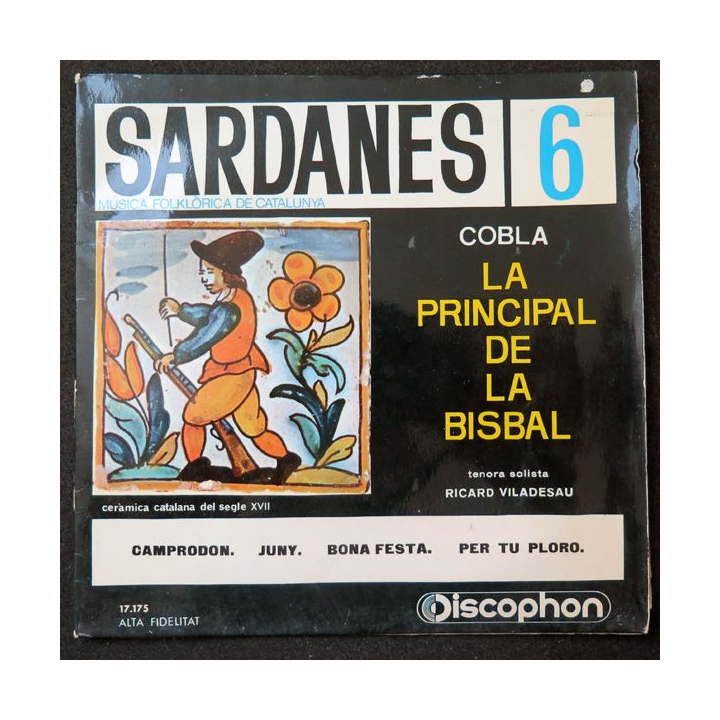 SARDANES 6
MÚSICA FOLKLÒRICA DE CATALUNYA
COBLA
LA
PRINCIPAL
DE
LA
BISBAL
tenora solista
RICARD VILADESAU
ceràmica catalana del segle XVII
CAMPRODON. JUNY. BONA FESTA. PER TU PLORO.
17.175
ALTA FIDELITAT
Discophon